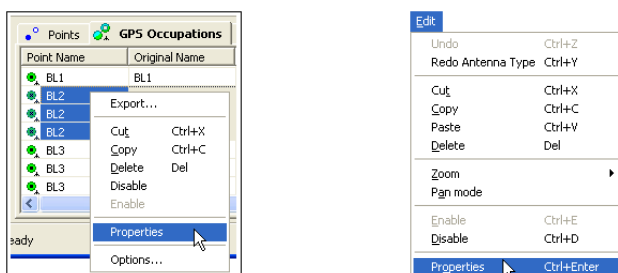 Points GPS Occupations
Point Name Original Name
BL1 BL1
BL2
BL2
BL2
BL3
BL3
BL3
eady
Export...
Cut Ctrl+X
Copy Ctrl+C
Delete Del
Disable
Enable
Properties
Options...
Edit
Undo Ctrl+Z
Redo Antenna Type Ctrl+Y
Cut Ctrl+X
Copy Ctrl+C
Paste Ctrl+V
Delete Del
Zoom
Pan mode
Enable Ctrl+E
Disable Ctrl+D
Properties Ctrl+Enter